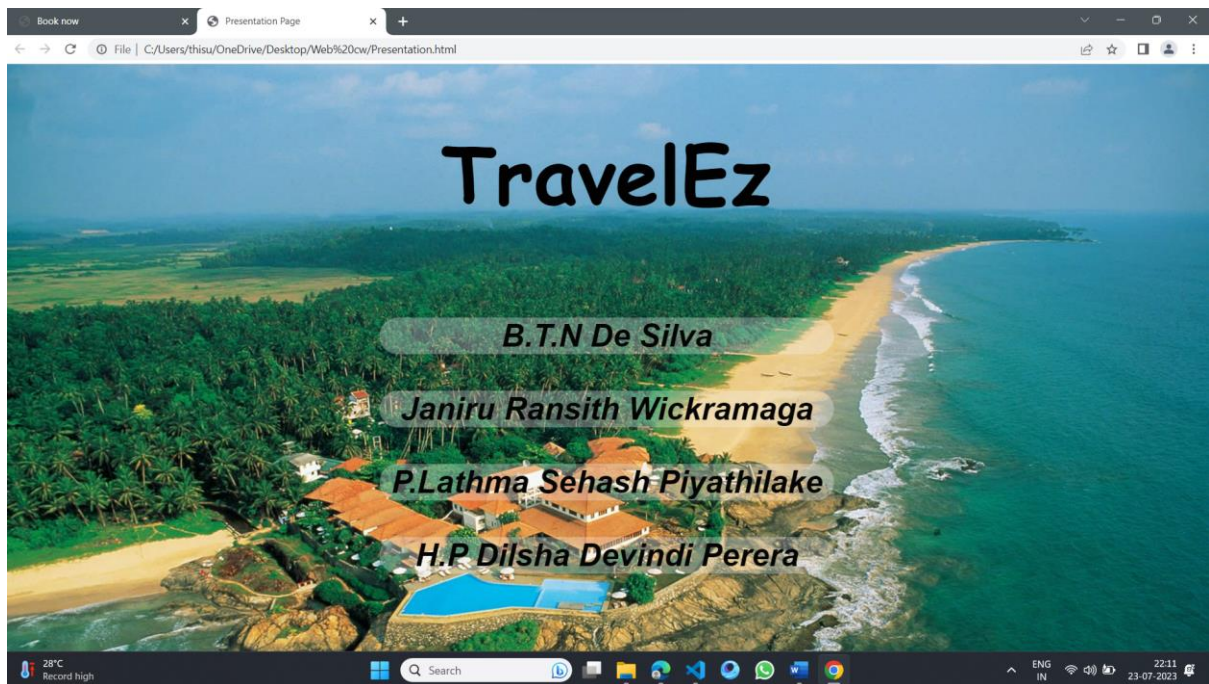 Book now
Presentation Page
File | C:/Users/thisu/OneDrive/Desktop/Web%20cw/Presentation.html
TravelEz
B.T.N De Silva
Janiru Ransith Wickramaga
P.Lathma Sehash Piyathilake
H.P Dilsha Devindi Perera
28°C
Record high
Search
ENG
IN
22:11
23-07-2023